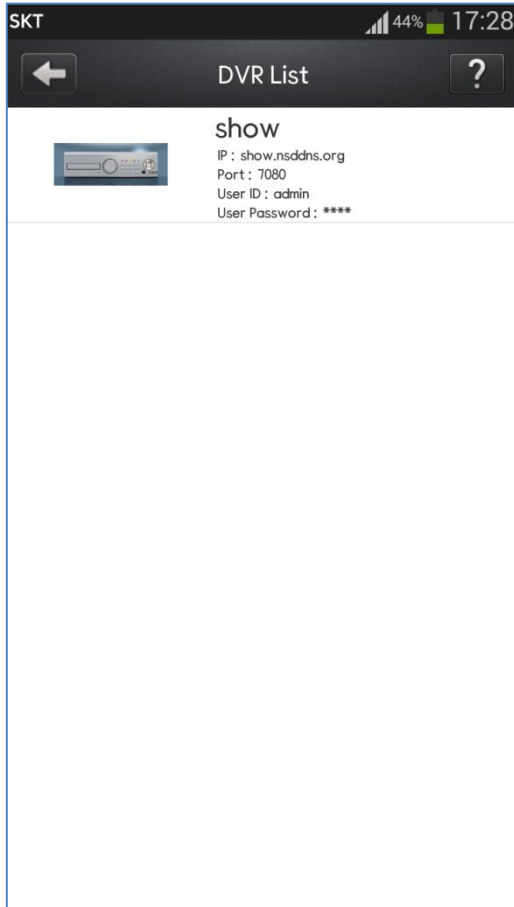 SKT 44% 17:28
DVR List ?
show
IP : show.nsddns.org
Port : 7080
User ID : admin
User Password : ****